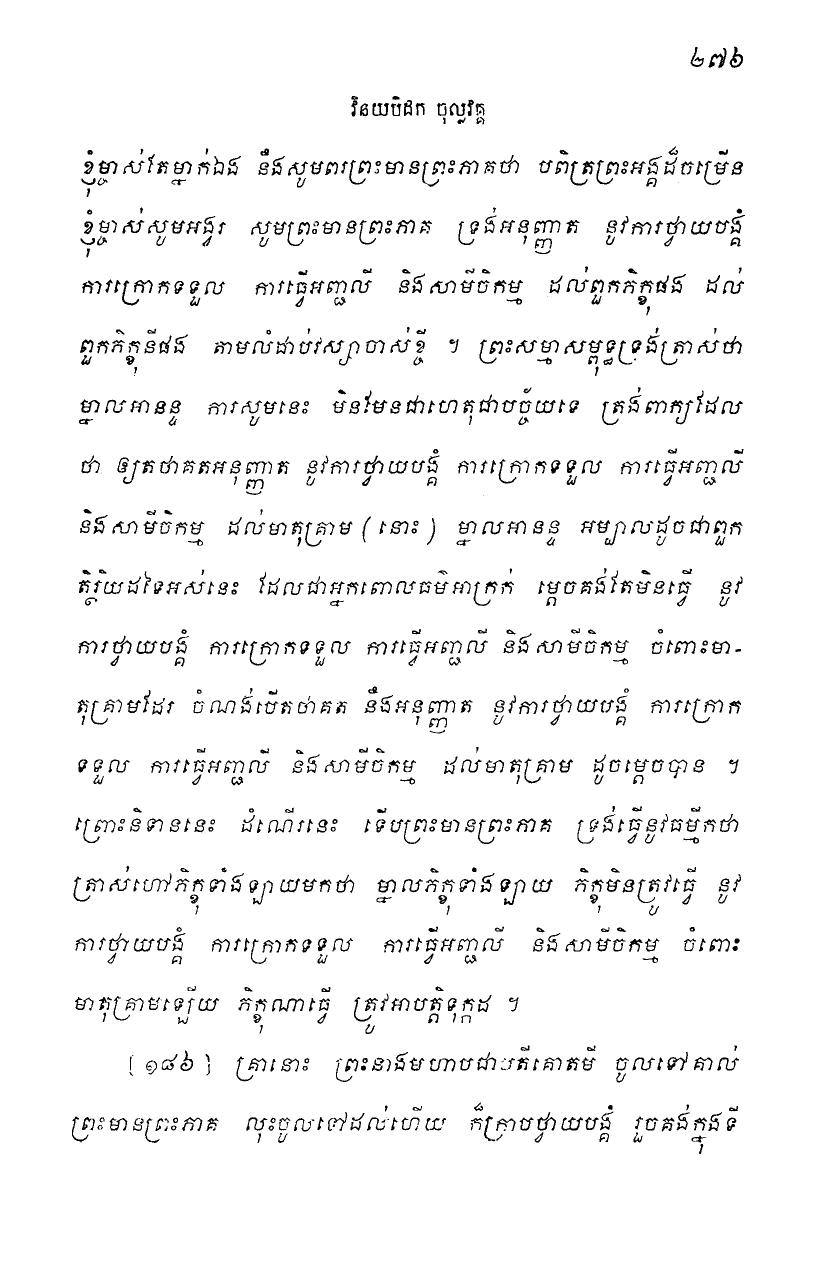 ២៧៦
វិនយបិដក ចុល្លវគ្គ
ខ្ញុំម្ចាស់តែម្នាក់ឯង នឹងសូមពរព្រះមានព្រះភាគថា បពិត្រព្រះអង្គដ៏ចម្រើន
ខ្ញុំម្ចាស់សូមអង្វរ សូមព្រះមានព្រះភាគ ទ្រង់អនុញ្ញាត នូវការថ្វាយបង្គំ
ការក្រោកទទួល ការធ្វើអញ្ជលី និងសាមីចិកម្ម ដល់ពួកភិក្ខុផង ដល់
ពួកភិក្ខុនីផង តាមលំដាប់វស្សាចាស់ខ្ចី ។ ព្រះសម្មាសម្ពុទ្ធទ្រង់ត្រាស់ថា
ម្នាលអានន្ទ ការសូមនេះ មិនមែនជាហេតុជាបច្ច័យទេ ត្រង់ពាក្យដែល
ថា ឲ្យតថាគតអនុញ្ញាត នូវការថ្វាយបង្គំ ការក្រោកទទួល ការធ្វើអញ្ជលី
និងសាមីចិកម្ម ដល់មាតុគ្រាម (នោះ) ម្នាលអានន្ទ អម្បាលដូចជាពួក
តិរ្ថិយដទៃអស់នេះ ដែលជាអ្នកពោលធម៌អាក្រក់ ម្តេចគង់តែមិនធ្វើ នូវ
ការថ្វាយបង្គំ ការក្រោកទទួល ការធ្វើអញ្ជលី និងសាមីចិកម្ម ចំពោះមា-
តុគ្រាមដែរ ចំណង់បើតថាគត នឹងអនុញ្ញាត នូវការថ្វាយបង្គំ ការក្រោក
ទទួល ការធ្វើអញ្ជលី និងសាមីចិកម្ម ដល់មាតុគ្រាម ដូចម្តេចបាន ។
ព្រោះនិទាននេះ ដំណើរនេះ ទើបព្រះមានព្រះភាគ ទ្រង់ធ្វើនូវធម្មីកថា
ត្រាស់ហៅភិក្ខុទាំងឡាយមកថា ម្នាលភិក្ខុទាំងឡាយ ភិក្ខុមិនត្រូវធ្វើ នូវ
ការថ្វាយបង្គំ ការក្រោកទទួល ការធ្វើអញ្ជលី និងសាមីចិកម្ម ចំពោះ
មាតុគ្រាមឡើយ ភិក្ខុណាធ្វើ ត្រូវអាបត្តិទុក្កដ ។
[១៨៦] គ្រានោះ ព្រះនាងមហាបជាបតីគោតមី ចូលទៅគាល់
ព្រះមានព្រះភាគ លុះចូលទៅដល់ហើយ ក៏ក្រាបថ្វាយបង្គំ រួចគង់ក្នុងទី